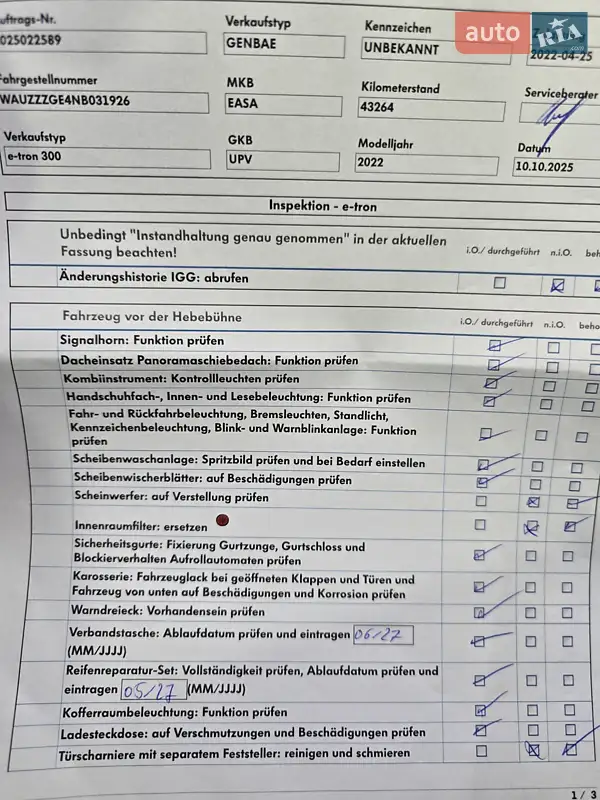 uftrags-Nr.
Verkaufstyp
Kennzeichen
025022589
GENBAE
UNBEKANNT
2022-04-25
auto RIA .com
Fahrgestellnummer
MKB
Kilometerstand
Serviceberater
WAUZZZGE4NB031926
EASA
43264
Verkaufstyp
GKB
Modelljahr
Datum
e-tron 300
UPV
2022
10.10.2025
Inspektion - e-tron
Unbedingt "Instandhaltung genau genommen" in der aktuellen
Fassung beachten!
i.O./ durchgeführt n.i.O. beh
Änderungshistorie IGG: abrufen
Fahrzeug vor der Hebebühne
i.O./ durchgeführt n.i.O. beho
Signalhorn: Funktion prüfen
Dacheinsatz Panoramaschiebedach: Funktion prüfen
Kombiinstrument: Kontrollleuchten prüfen
Handschuhfach-, Innen- und Lesebeleuchtung: Funktion prüfen
Fahr- und Rückfahrbeleuchtung, Bremsleuchten, Standlicht,
Kennzeichenbeleuchtung, Blink- und Warnblinkanlage: Funktion
prüfen
Scheibenwaschanlage: Spritzbild prüfen und bei Bedarf einstellen
Scheibenwischerblätter: auf Beschädigungen prüfen
Scheinwerfer: auf Verstellung prüfen
Innenraumfilter: ersetzen
Sicherheitsgurte: Fixierung Gurtzunge, Gurtschloss und
Blockierverhalten Aufrollautomaten prüfen
Karosserie: Fahrzeuglack bei geöffneten Klappen und Türen und
Fahrzeug von unten auf Beschädigungen und Korrosion prüfen
Warndreieck: Vorhandensein prüfen
Verbandstasche: Ablaufdatum prüfen und eintragen 06/27
(MM/JJJJ)
Reifenreparatur-Set: Vollständigkeit prüfen, Ablaufdatum prüfen und
eintragen 05/27 (MM/JJJJ)
Kofferraumbeleuchtung: Funktion prüfen
Ladesteckdose: auf Verschmutzungen und Beschädigungen prüfen
Türscharniere mit separatem Feststeller: reinigen und schmieren
1 / 3